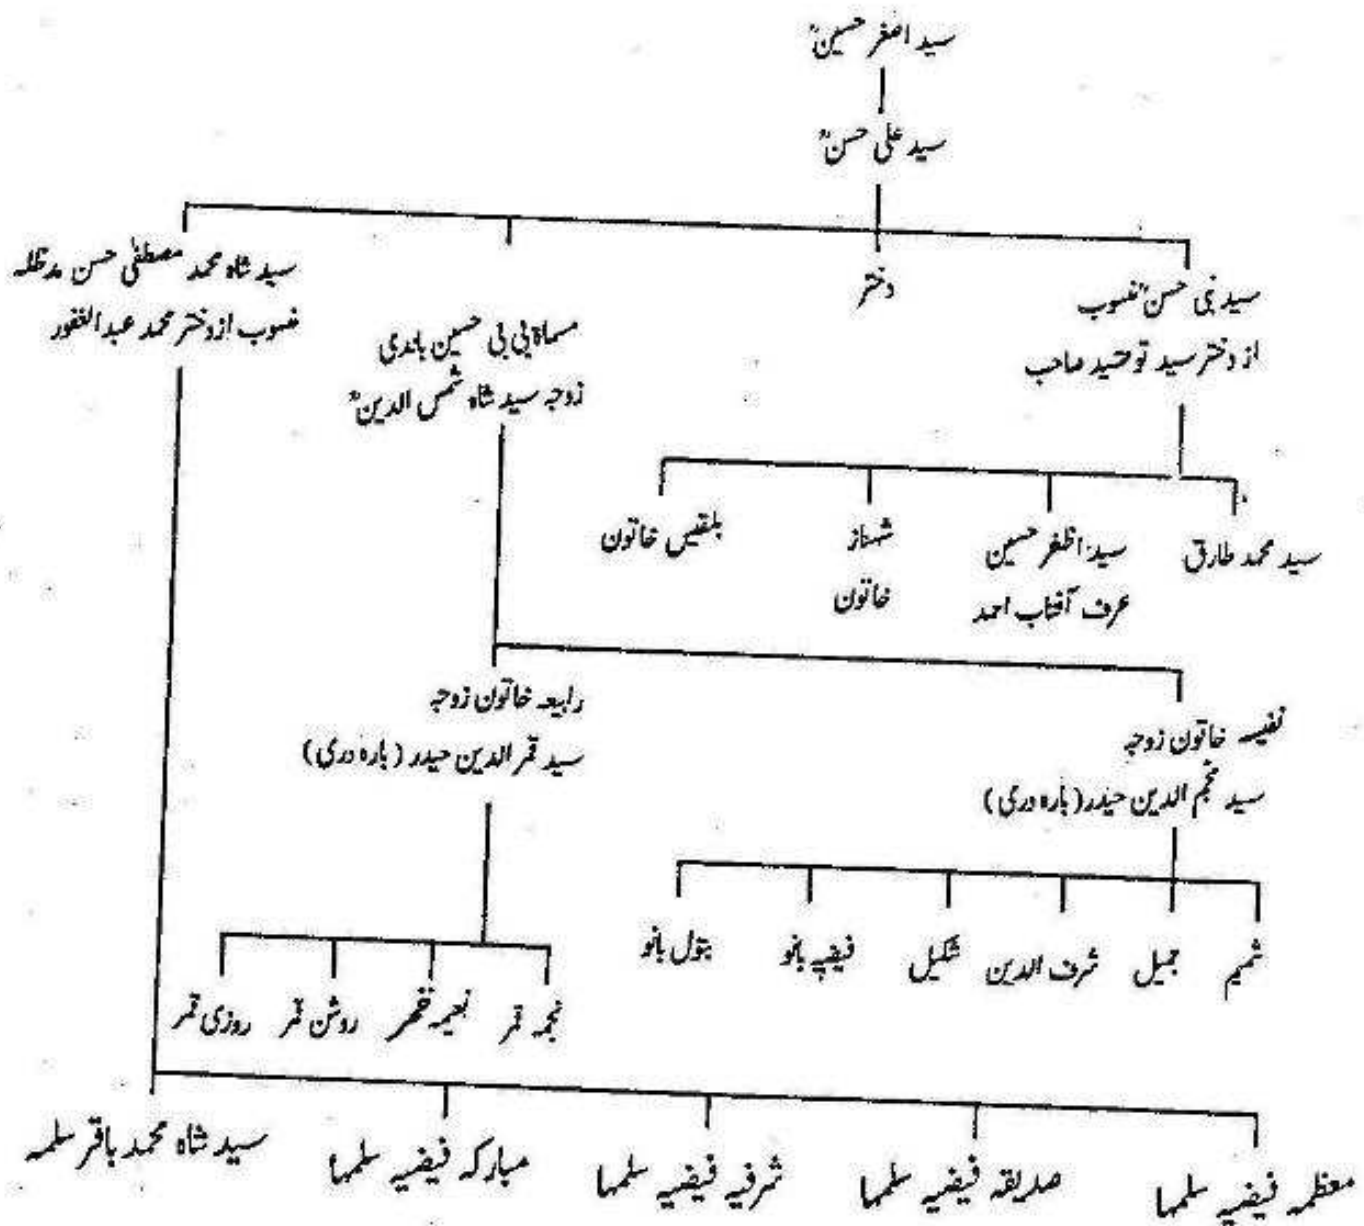 سید اصغر حسینؒ
سید علی حسنؒ
سید نبی حسنؒ منسوب
از دختر سید توحید صاحب
دختر
مسماۃ بی بی حسین باندی
زوجہ سید شاہ شمس الدینؒ
سید شاہ محمد مصطفٰی حسن مدظلہ
منسوب از دختر محمد عبدالغفور
سید محمد طارق
سید اظفر حسین
عرف آفتاب احمد
شہناز
خاتون
بلقیس خاتون
نفیسہ خاتون زوجہ
سید نجم الدین حیدر (بارہ دری)
رابعہ خاتون زوجہ
سید قمر الدین حیدر (بارہ دری)
شمیم
جمیل
شرف الدین
شکیل
فیضیہ بانو
بتول بانو
نجمہ قمر
نعیمہ قمر
روشن قمر
روزی قمر
معظمہ فیضیہ سلمہا
صدیقہ فیضیہ سلمہا
شرفیہ فیضیہ سلمہا
مبارکہ فیضیہ سلمہا
سید شاہ محمد باقر سلمہ